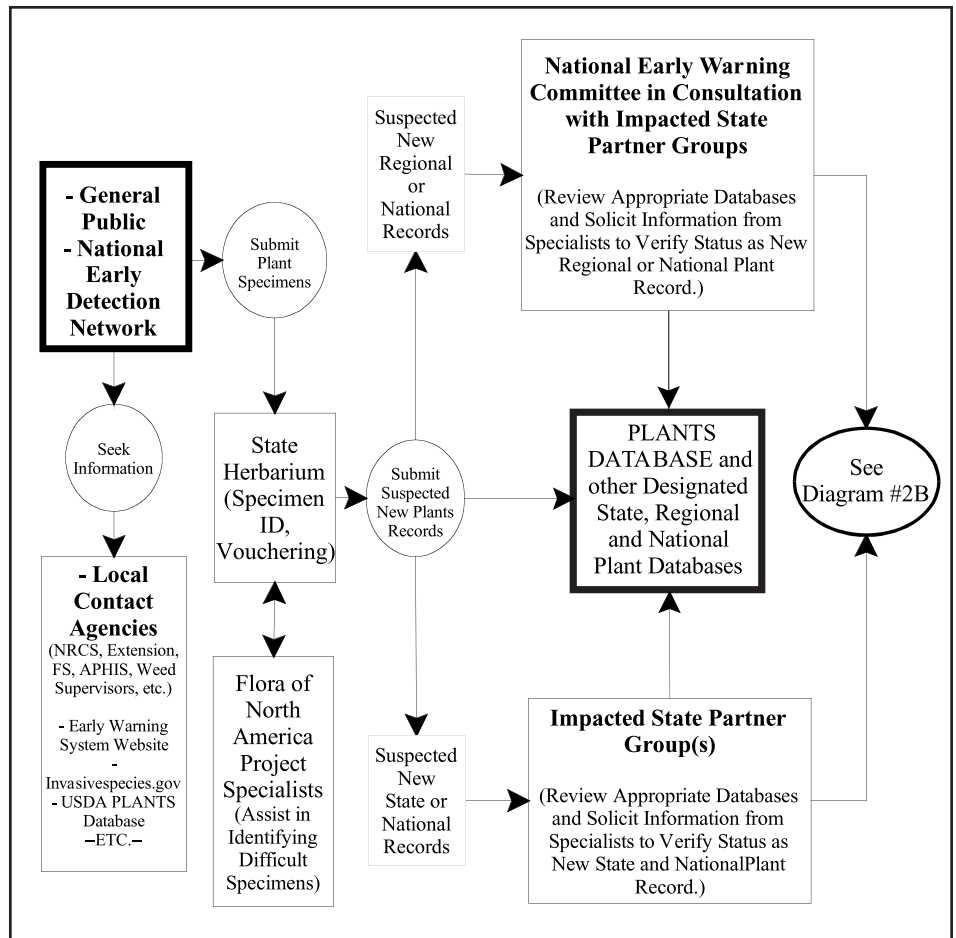 - General
Public
- National
Early
Detection
Network
Submit
Plant
Specimens
Seek
Information
- Local
Contact
Agencies
(NRCS, Extension,
FS, APHIS, Weed
Supervisors, etc.)
- Early Warning
System Website
-
Invasivespecies.gov
- USDA PLANTS
Database
–ETC.–
State
Herbarium
(Specimen
ID,
Vouchering)
Flora of
North
America
Project
Specialists
(Assist in
Identifying
Difficult
Specimens)
Submit
Suspected
New Plants
Records
Suspected
New
Regional
or
National
Records
Suspected
New
State or
National
Records
National Early Warning
Committee in Consultation
with Impacted State
Partner Groups
(Review Appropriate Databases
and Solicit Information from
Specialists to Verify Status as New
Regional or National Plant
Record.)
PLANTS
DATABASE and
other Designated
State, Regional
and National
Plant Databases
Impacted State Partner
Group(s)
(Review Appropriate Databases
and Solicit Information from
Specialists to Verify Status as
New State and NationalPlant
Record.)
See
Diagram #2B